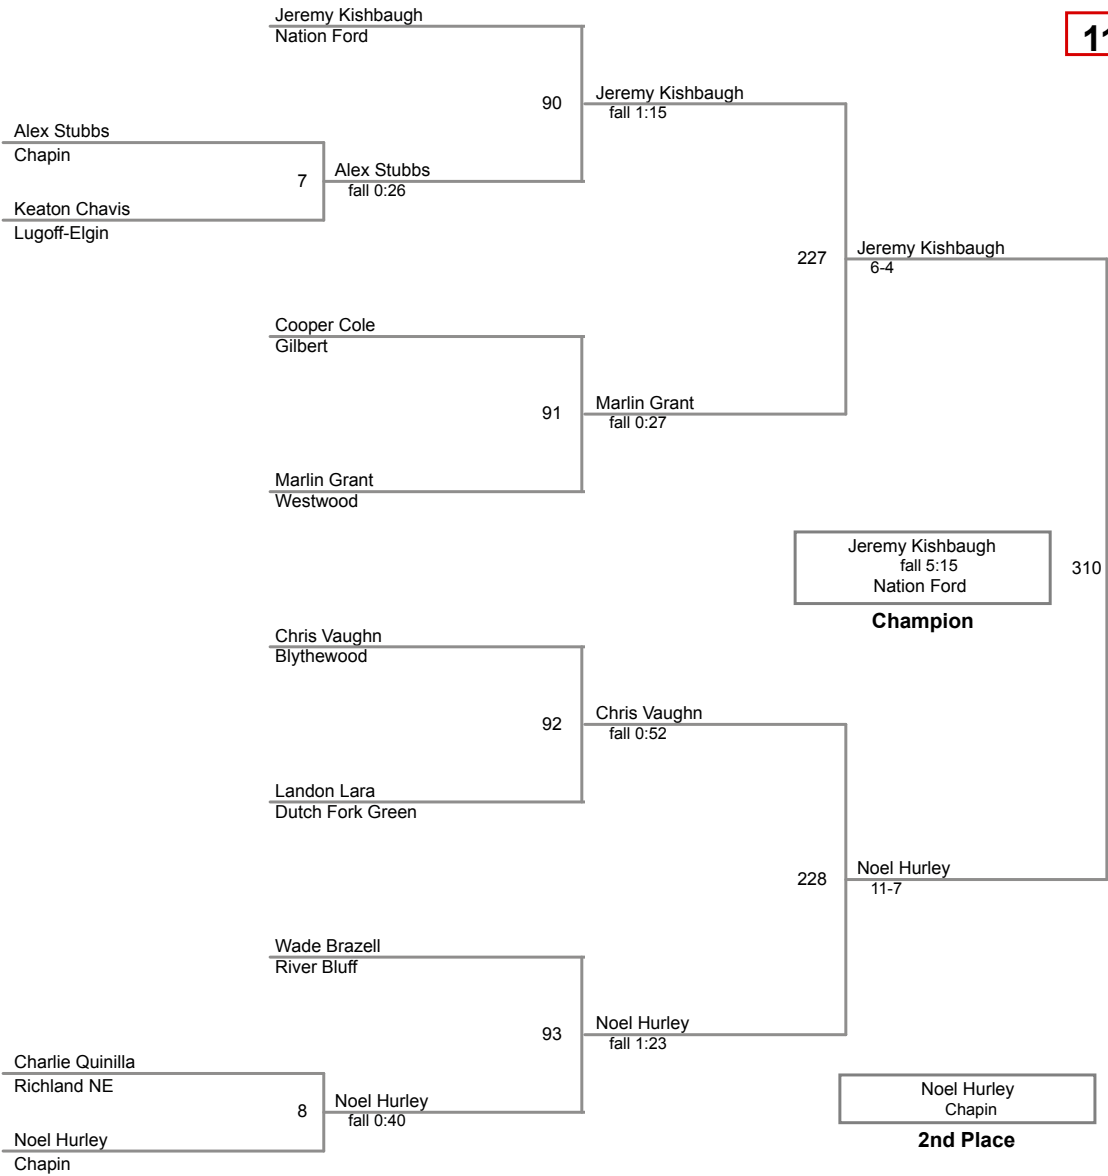 Jeremy Kishbaugh
Nation Ford
11
90
Jeremy Kishbaugh
fall 1:15
Alex Stubbs
Chapin
7
Alex Stubbs
fall 0:26
Keaton Chavis
Lugoff-Elgin
227
Jeremy Kishbaugh
6-4
Cooper Cole
Gilbert
91
Marlin Grant
fall 0:27
Marlin Grant
Westwood
Jeremy Kishbaugh
fall 5:15
Nation Ford
310
Champion
Chris Vaughn
Blythewood
92
Chris Vaughn
fall 0:52
Landon Lara
Dutch Fork Green
228
Noel Hurley
11-7
Wade Brazell
River Bluff
93
Noel Hurley
fall 1:23
Charlie Quinilla
Richland NE
8
Noel Hurley
fall 0:40
Noel Hurley
Chapin
Noel Hurley
Chapin
2nd Place